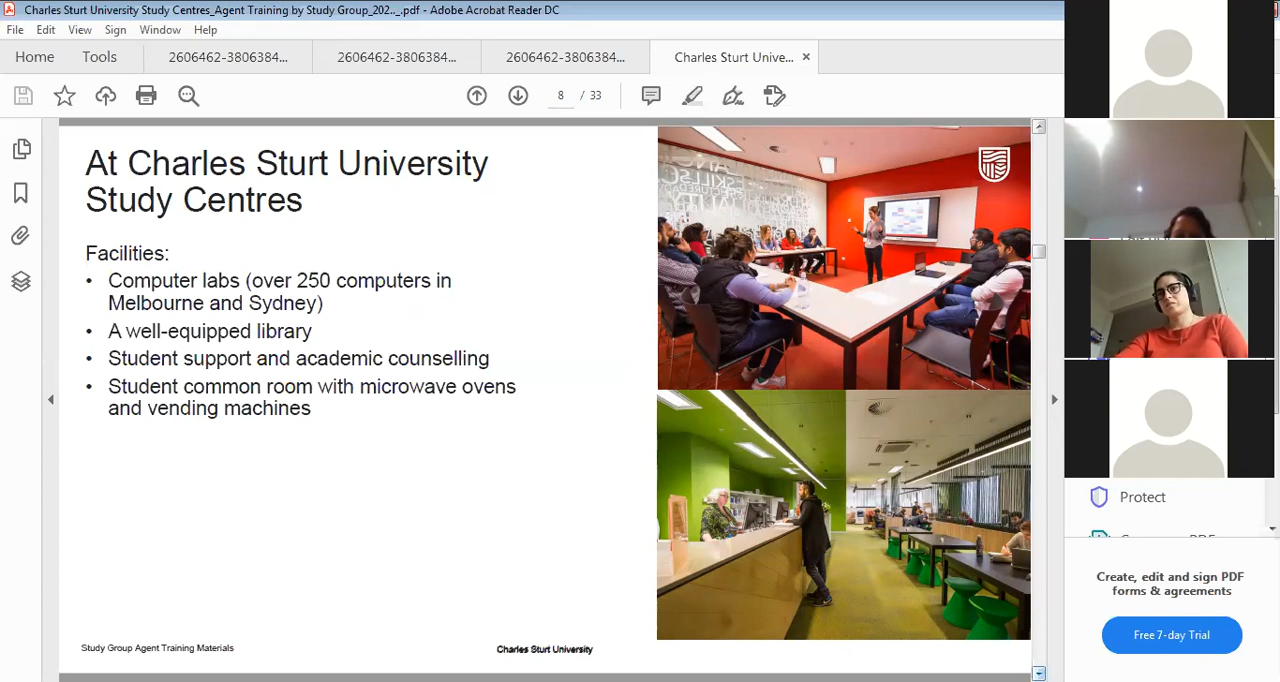 Charles Sturt University Study Centres_Agent Training by Study Group_202.._.pdf - Adobe Acrobat Reader DC
File Edit View Sign Window Help
Home Tools 2606462-3806384... 2606462-3806384... 2606462-3806384... Charles Sturt Unive... ×
8 / 33
At Charles Sturt University
Study Centres
Facilities:
• Computer labs (over 250 computers in
Melbourne and Sydney)
• A well-equipped library
• Student support and academic counselling
• Student common room with microwave ovens
and vending machines
Study Group Agent Training Materials
Charles Sturt University
Protect
Create, edit and sign PDF
forms & agreements
Free 7-day Trial